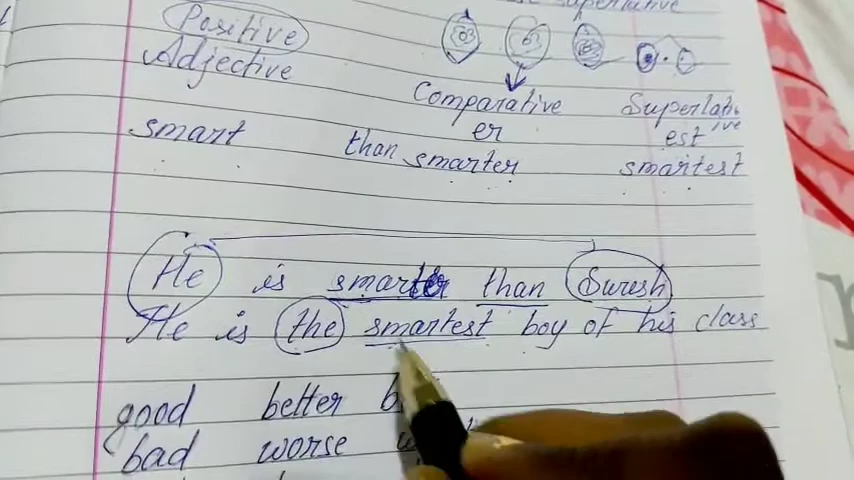 superlative
Positive
Adjective
Comparative Superlative
er est
smart than smarter smartest
He is smarter than Suresh
He is the smartest boy of his class
good better
bad worse